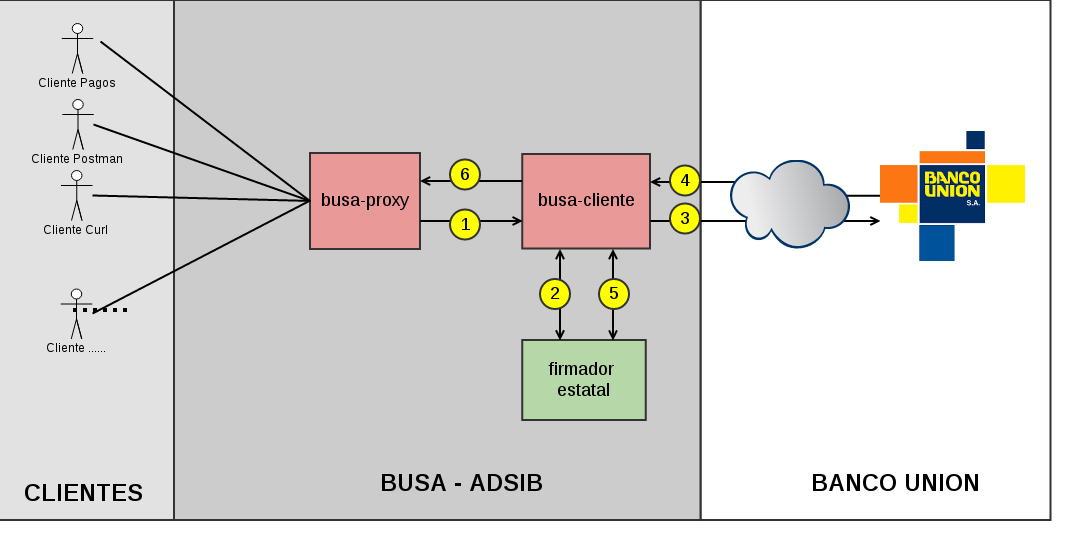 Cliente Pagos
Cliente Postman
Cliente Curl
Cliente ......
CLIENTES
busa-proxy
6
1
busa-cliente
2
5
firmador
estatal
BUSA - ADSIB
4
3
BANCO
UNION
S.A.
BANCO UNION